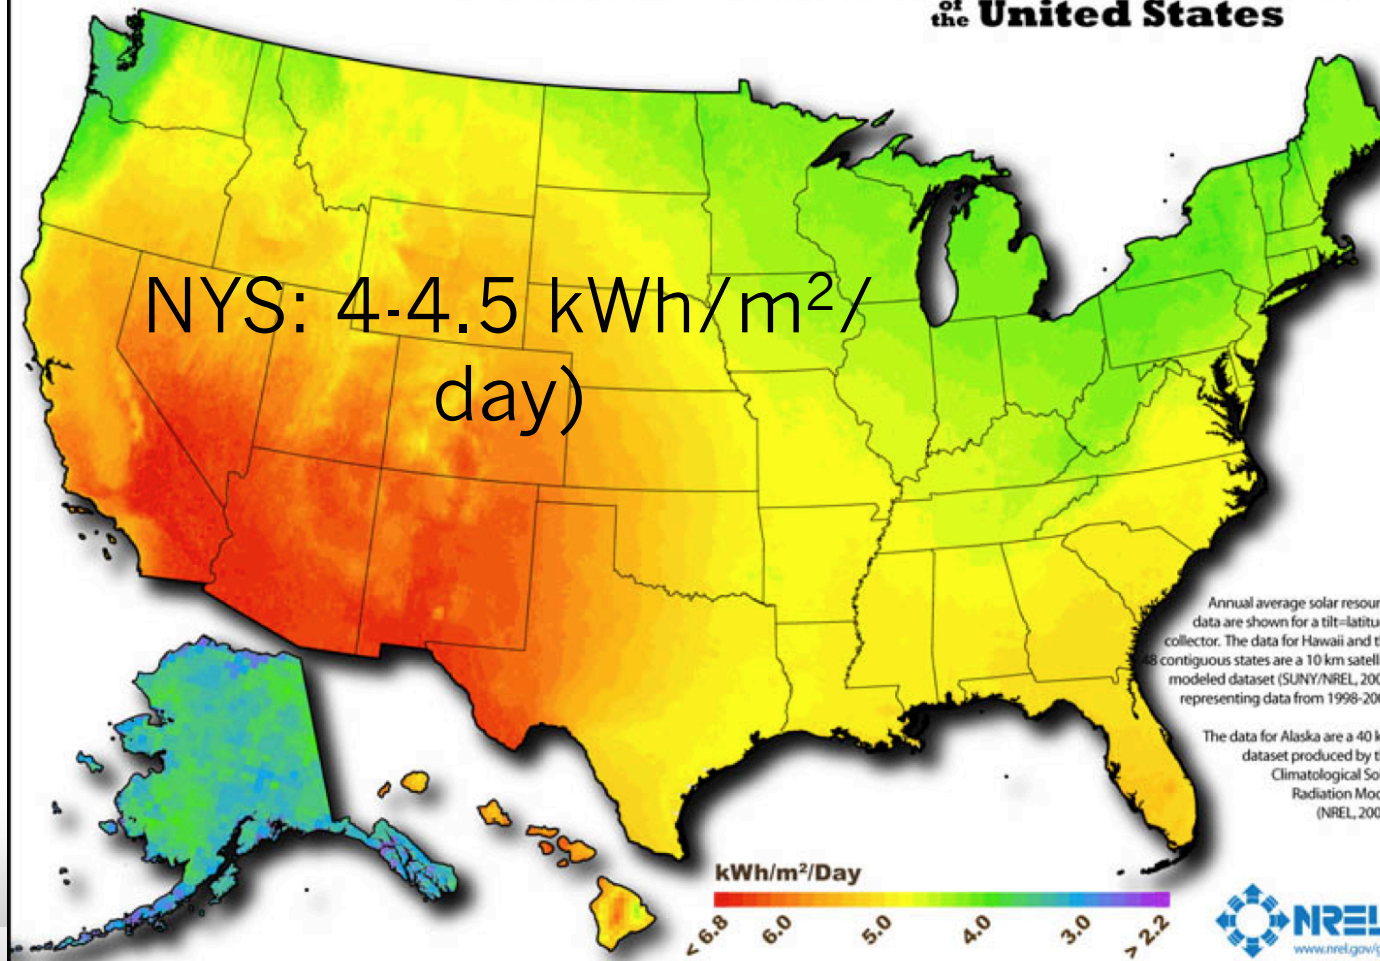 of
the United States
NYS: 4-4.5 kWh/m²/
day)
Annual average solar resour
data are shown for a tilt=latitu
collector. The data for Hawaii and t
48 contiguous states are a 10 km satell
modeled dataset (SUNY/NREL, 200
representing data from 1998-200
The data for Alaska are a 40 k
dataset produced by t
Climatological So
Radiation Mod
(NREL, 200
kWh/m²/Day
< 6.8 6.0 5.0 4.0 3.0 > 2.2
NREL
www.nrel.gov/g